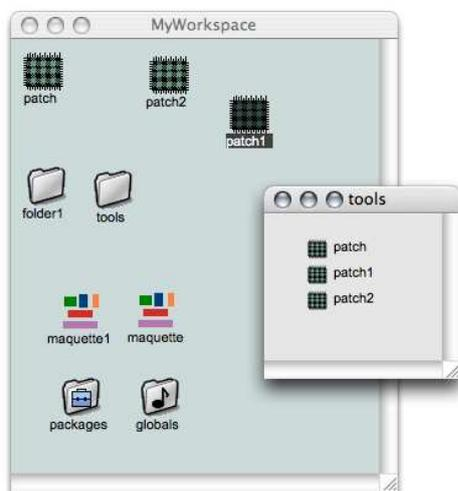 MyWorkspace
patch
patch2
patch1
folder1
tools
tools
patch
patch1
patch2
maquette1
maquette
packages
globals